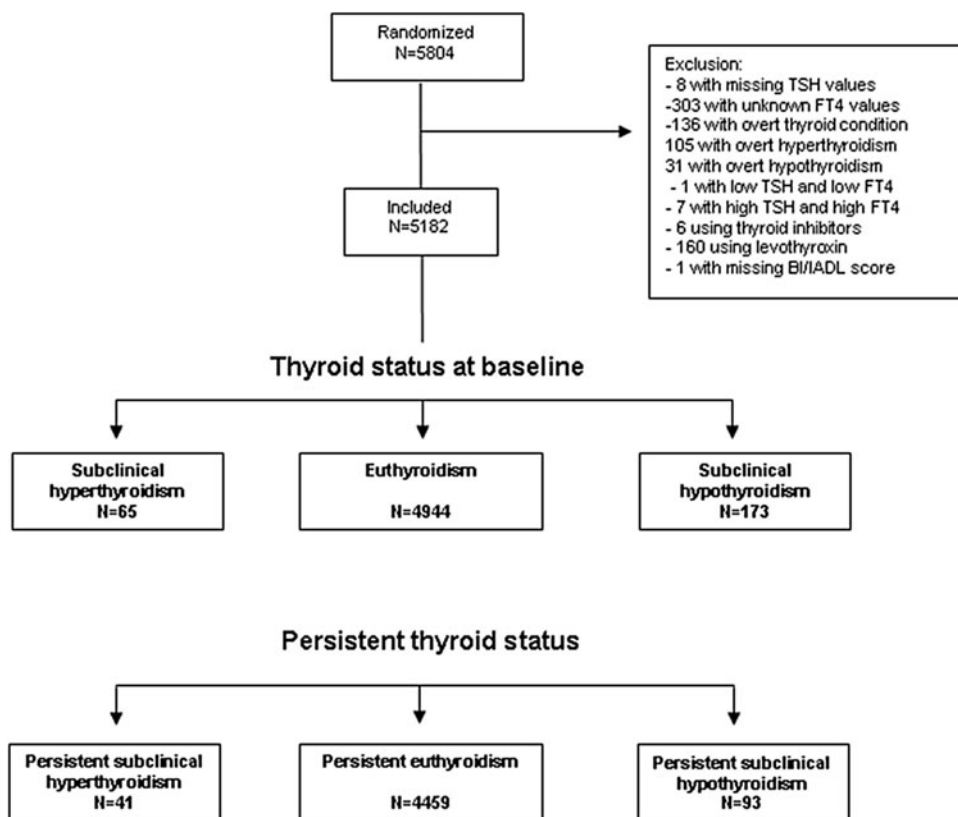 Randomized
N=5804
Exclusion:
- 8 with missing TSH values
-303 with unknown FT4 values
-136 with overt thyroid condition
105 with overt hyperthyroidism
31 with overt hypothyroidism
- 1 with low TSH and low FT4
- 7 with high TSH and high FT4
- 6 using thyroid inhibitors
- 160 using levothyroxin
- 1 with missing BI/IADL score
Included
N=5182
Thyroid status at baseline
Subclinical
hyperthyroidism
N=65
Euthyroidism
N=4944
Subclinical
hypothyroidism
N=173
Persistent thyroid status
Persistent subclinical
hyperthyroidism
N=41
Persistent euthyroidism
N=4459
Persistent subclinical
hypothyroidism
N=93